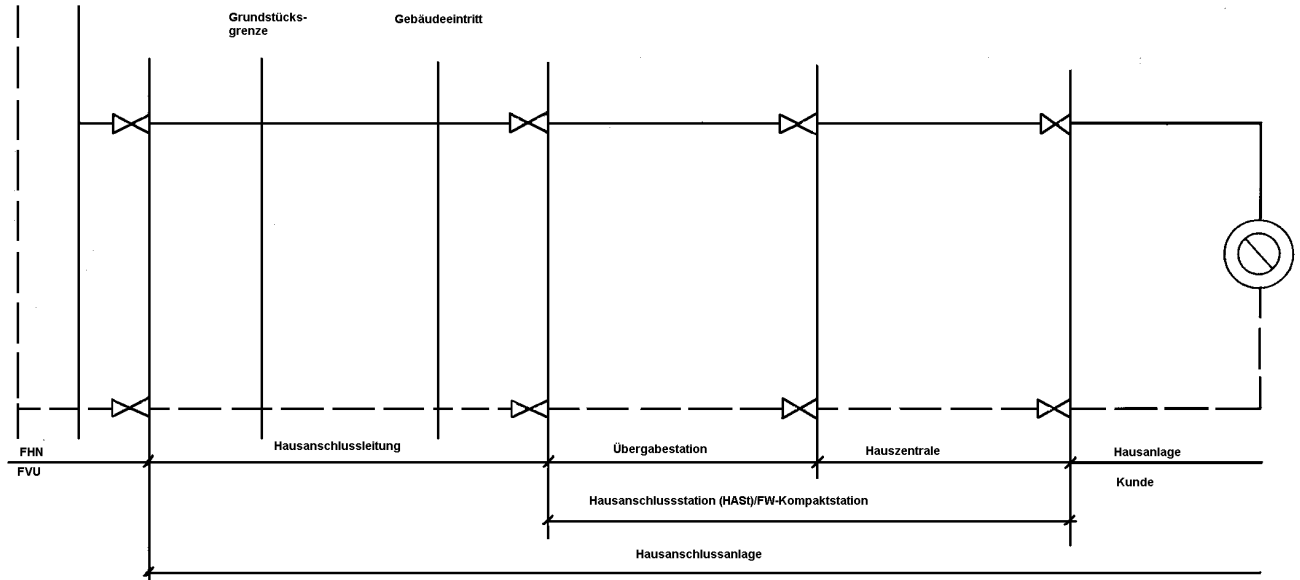 Grundstücks-
grenze
Gebäudeeintritt
FHN
Hausanschlussleitung
Übergabestation
Hauszentrale
Hausanlage
FVU
Kunde
Hausanschlussstation (HASt)/FW-Kompaktstation
Hausanschlussanlage